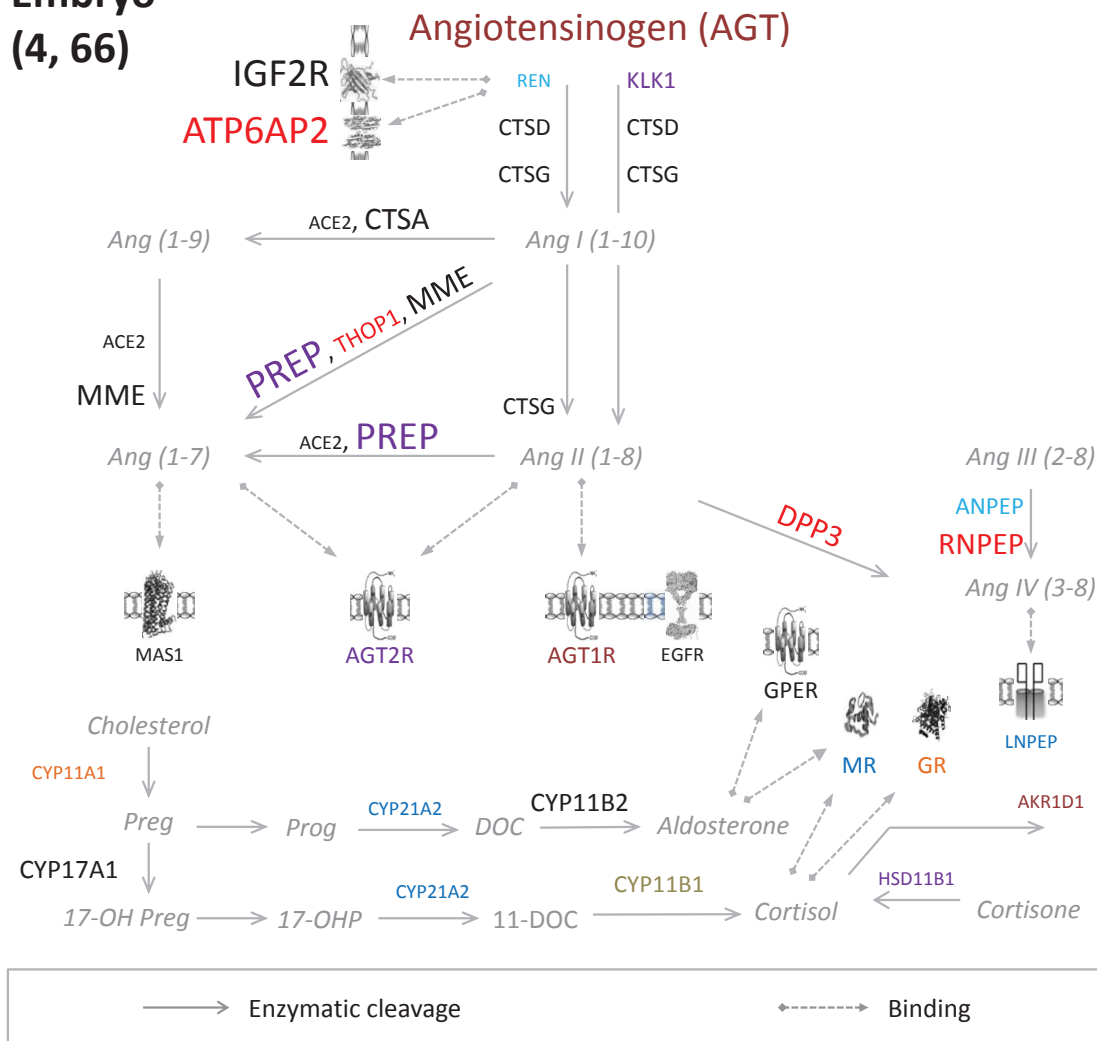 Embryo
(4, 66)
Angiotensinogen (AGT)
IGF2R
REN
KLK1
ATP6AP2
CTSD
CTSD
CTSG
CTSG
Ang (1-9)
ACE2, CTSA
Ang I (1-10)
ACE2
MME
PREP, THOP1, MME
CTSG
Ang (1-7)
ACE2, PREP
Ang II (1-8)
Ang III (2-8)
DPP3
ANPEP
RNPEP
Ang IV (3-8)
MAS1
AGT2R
AGT1R
EGFR
GPER
MR
GR
LNPEP
Cholesterol
CYP11A1
AKR1D1
Preg
Prog
CYP21A2
DOC
CYP11B2
Aldosterone
CYP17A1
CYP21A2
CYP11B1
HSD11B1
17-OH Preg
17-OHP
11-DOC
Cortisol
Cortisone
Enzymatic cleavage
Binding